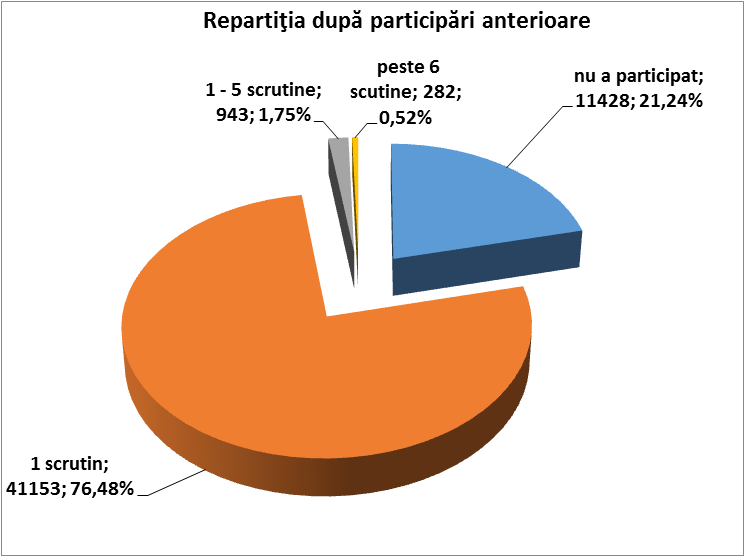 Repartiţia după participări anterioare
peste 6
scutine; 282;
0,52%
1 - 5 scrutine;
943; 1,75%
nu a participat;
11428; 21,24%
1 scrutin;
41153; 76,48%